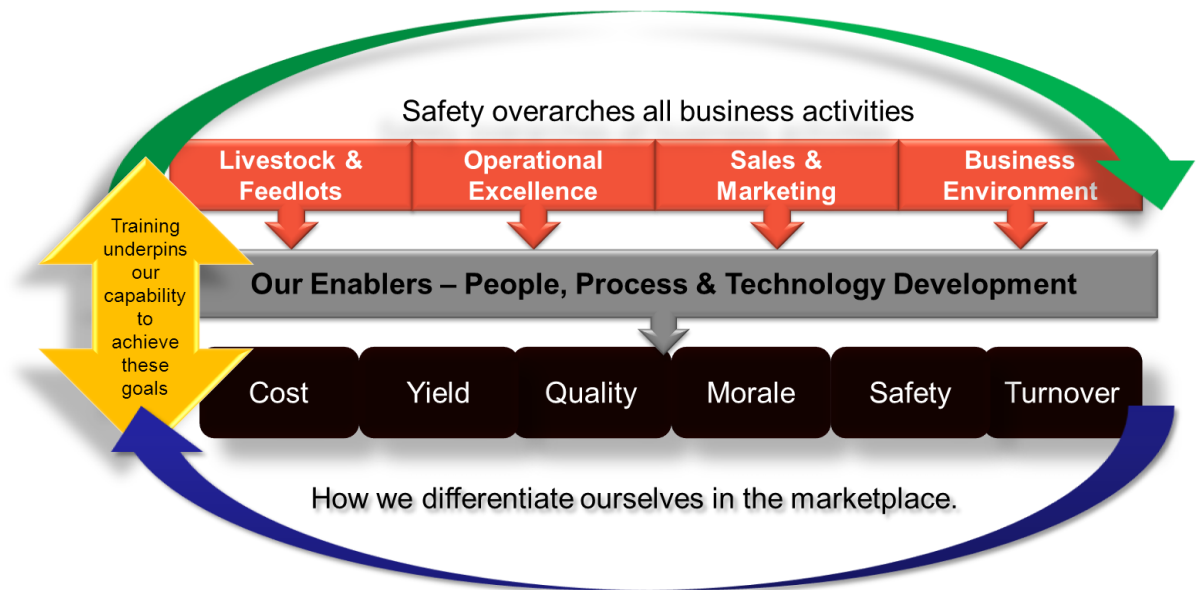 Safety overarches all business activities
Livestock &
Feedlots
Operational
Excellence
Sales &
Marketing
Business
Environment
Training
underpins
our
capability
to
achieve
these
goals
Our Enablers – People, Process & Technology Development
Cost
Yield
Quality
Morale
Safety
Turnover
How we differentiate ourselves in the marketplace.